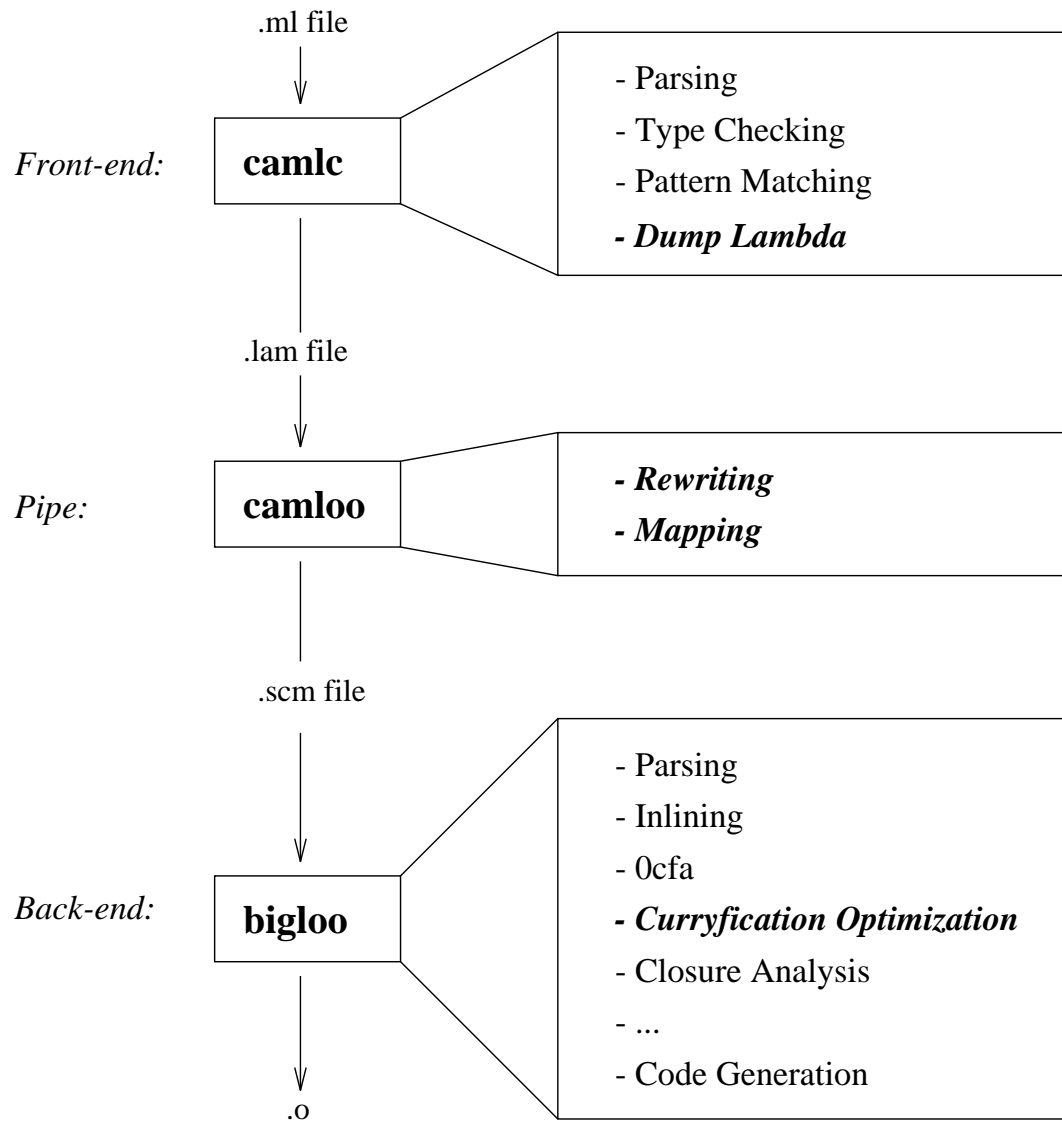 .ml file
Front-end:
camlc
- Parsing
- Type Checking
- Pattern Matching
- Dump Lambda
.lam file
Pipe:
camloo
- Rewriting
- Mapping
.scm file
Back-end:
bigloo
- Parsing
- Inlining
- 0cfa
- Curryfication Optimization
- Closure Analysis
- ...
- Code Generation
.o